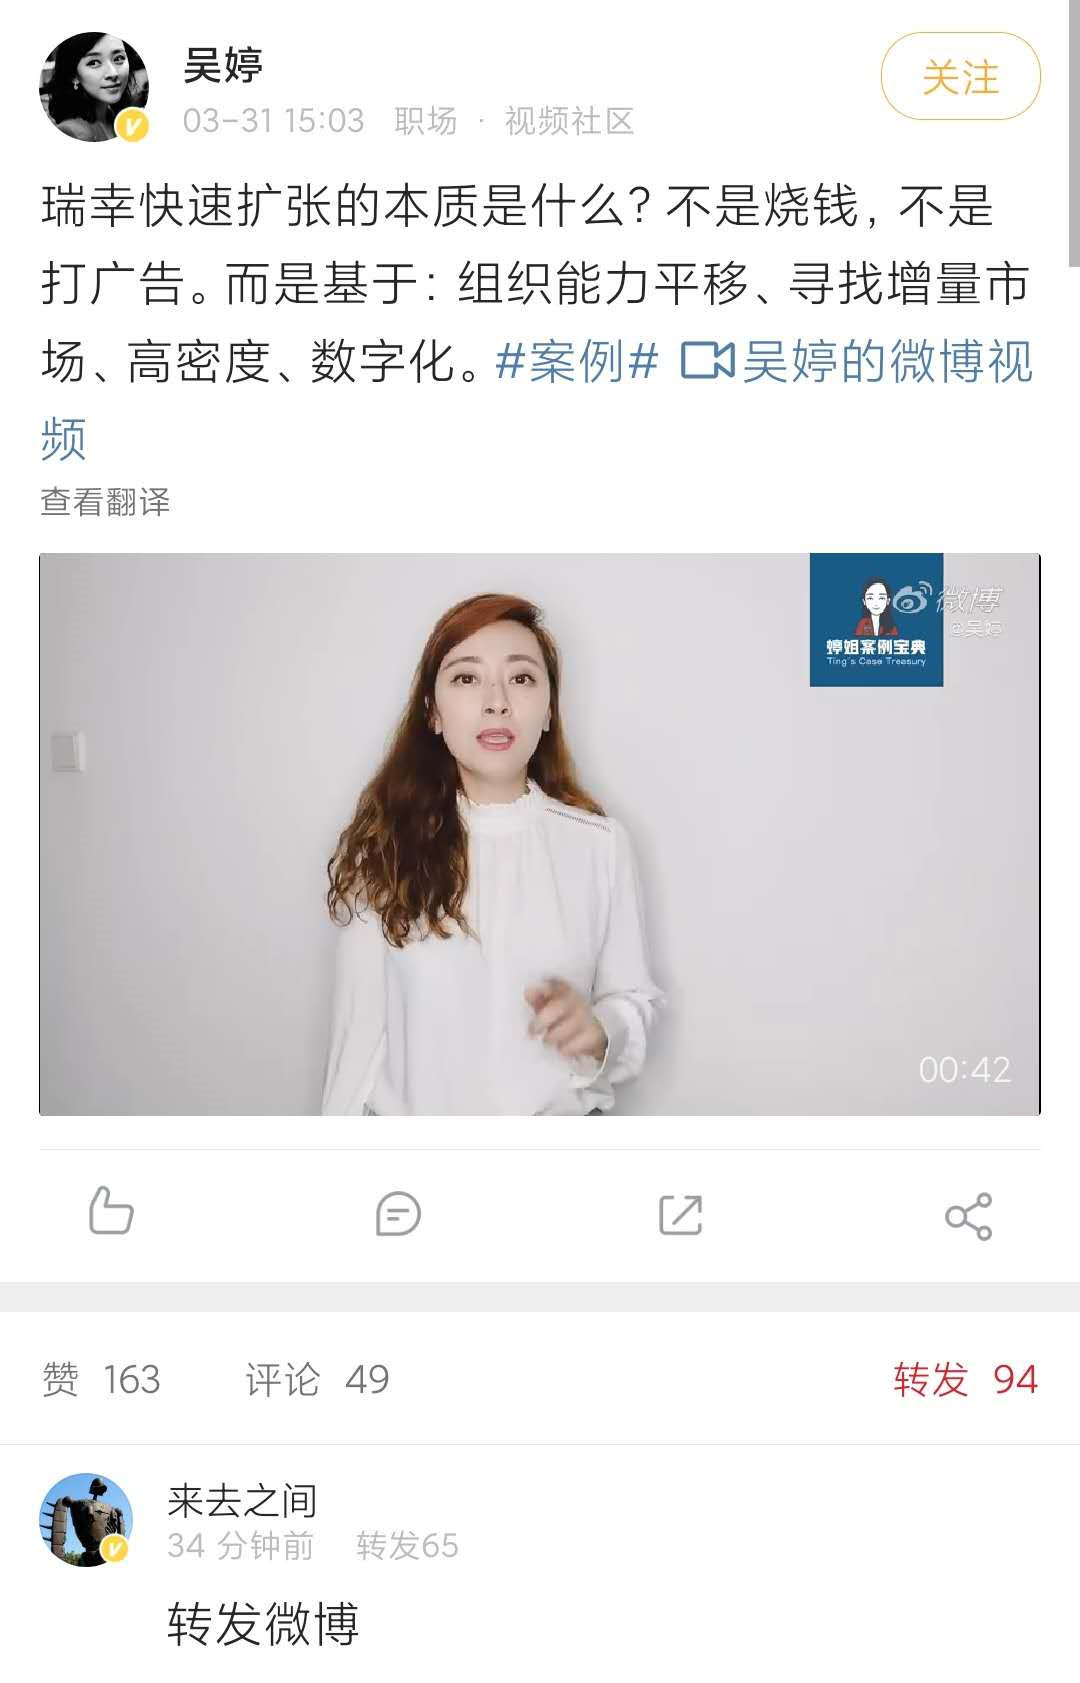 吴婷
关注
03-31 15:03 职场 · 视频社区
瑞幸快速扩张的本质是什么？不是烧钱，不是
打广告。而是基于：组织能力平移、寻找增量市
场、高密度、数字化。#案例# 吴婷的微博视
频
查看翻译
微博
@吴婷
婷姐案例宝典
Ting's Case Treasury
00:42
赞 163 评论 49 转发 94
来去之间
34 分钟前 转发65
转发微博